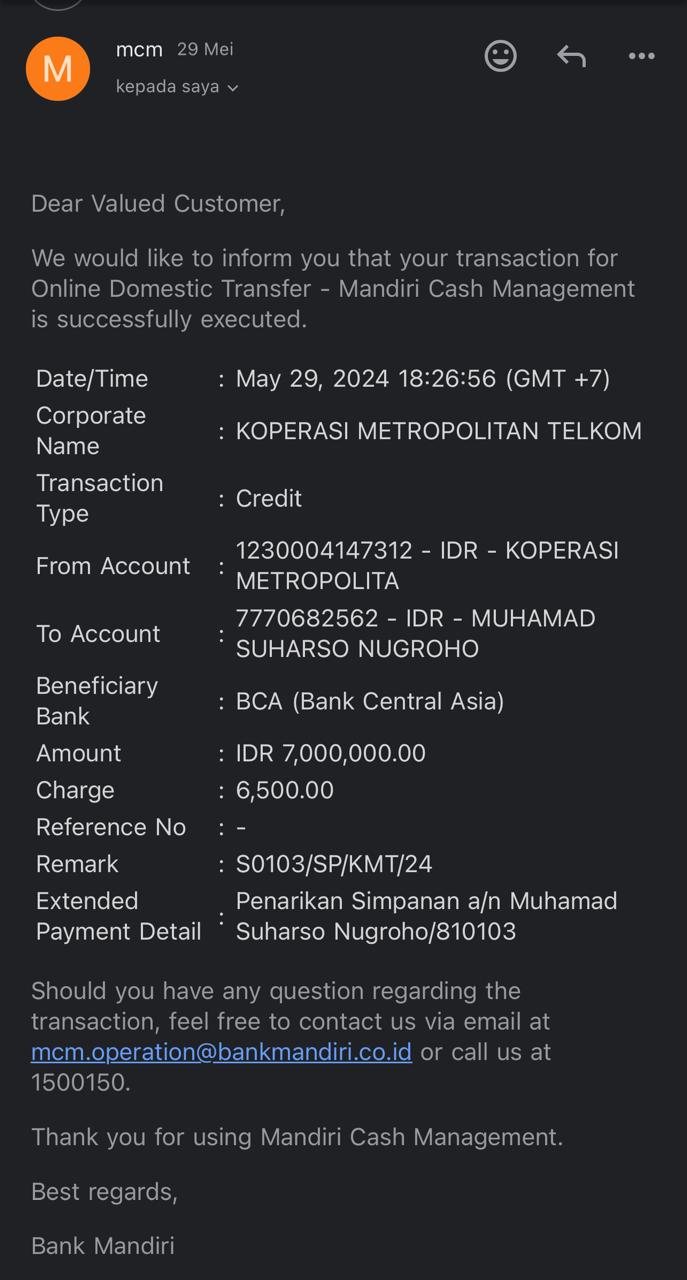 M
mcm 29 Mei
kepada saya
Dear Valued Customer,
We would like to inform you that your transaction for
Online Domestic Transfer - Mandiri Cash Management
is successfully executed.
Date/Time : May 29, 2024 18:26:56 (GMT +7)
Corporate
Name : KOPERASI METROPOLITAN TELKOM
Transaction
Type : Credit
From Account : 1230004147312 - IDR - KOPERASI
METROPOLITA
To Account : 7770682562 - IDR - MUHAMAD
SUHARSO NUGROHO
Beneficiary
Bank : BCA (Bank Central Asia)
Amount : IDR 7,000,000.00
Charge : 6,500.00
Reference No : -
Remark : S0103/SP/KMT/24
Extended Payment Detail : Penarikan Simpanan a/n Muhamad
Suharso Nugroho/810103
Should you have any question regarding the
transaction, feel free to contact us via email at
mcm.operation@bankmandiri.co.id or call us at
1500150.
Thank you for using Mandiri Cash Management.
Best regards,
Bank Mandiri